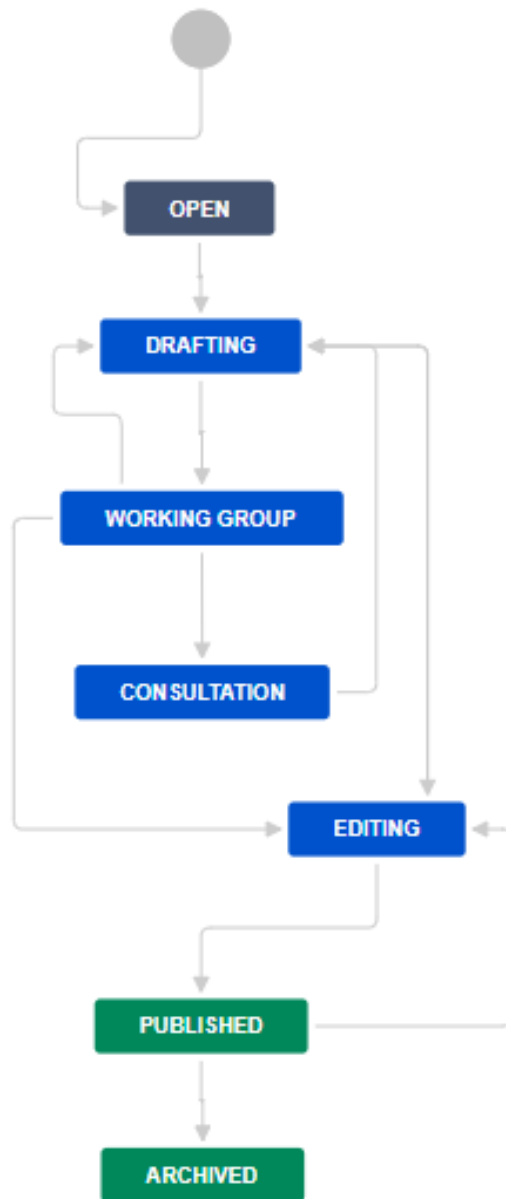 OPEN
DRAFTING
WORKING GROUP
CONSULTATION
EDITING
PUBLISHED
ARCHIVED